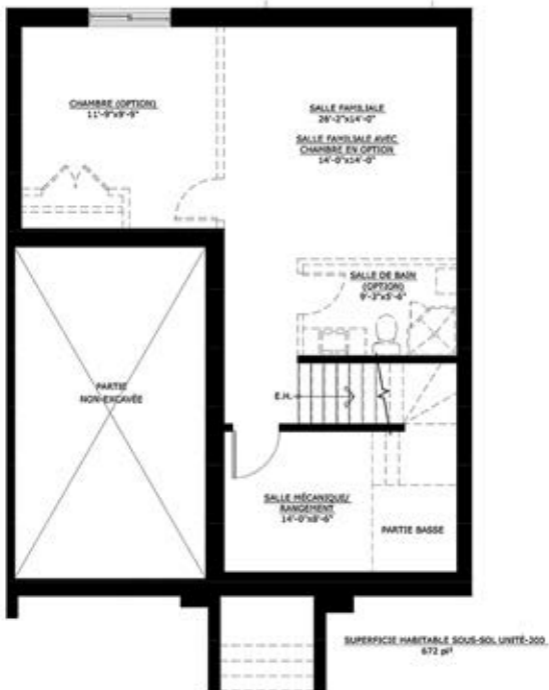 CHAMBRE (OPTION)
11'-9"x9'-9"
SALLE FAMILIALE
26'-2"x14'-0"
SALLE FAMILIALE AVEC
CHAMBRE EN OPTION
14'-0"x14'-0"
SALLE DE BAIN
(OPTION)
9'-3"x5'-6"
PARTIE
NON-EXCAVÉE
E.H.
SALLE MÉCANIQUE/
RANGEMENT
14'-0"x8'-6"
PARTIE BASSE
SUPERFICIE HABITABLE SOUS-SOL UNITÉ-200
672 pi²